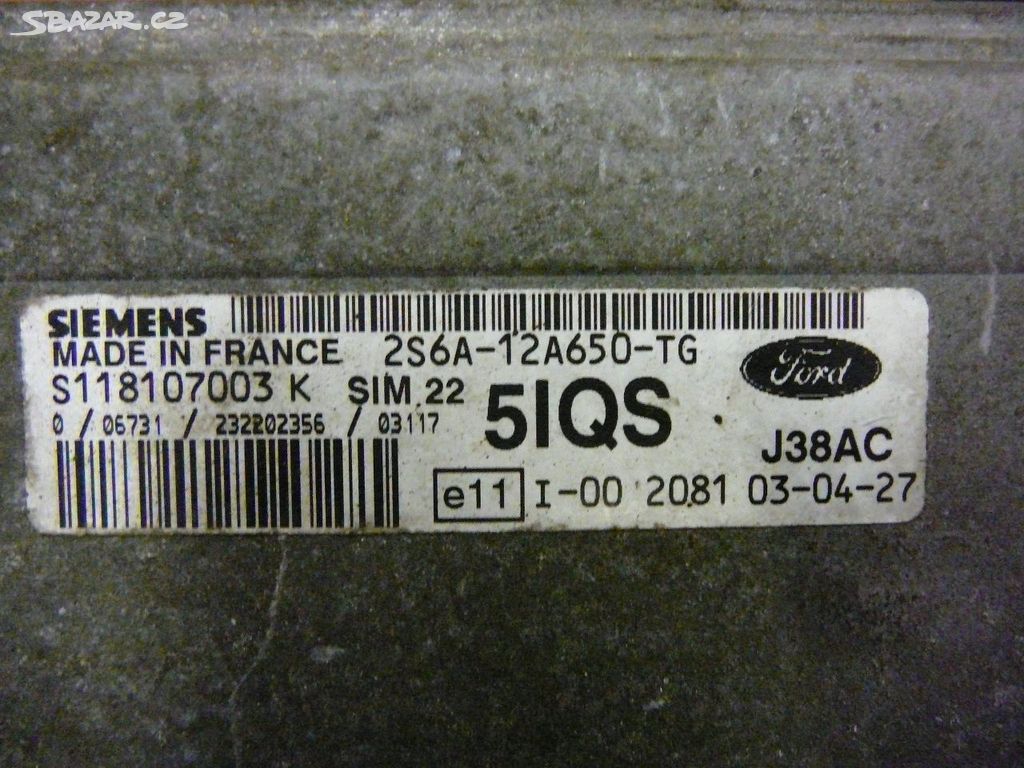 SBAZAR.CZ
SIEMENS
MADE IN FRANCE 2S6A-12A650-TG
Ford
S118107003 K SIM.22 5IQS
0 / 06731 / 232202356 / 03117
J38AC
e11 I-00 2081 03-04-27